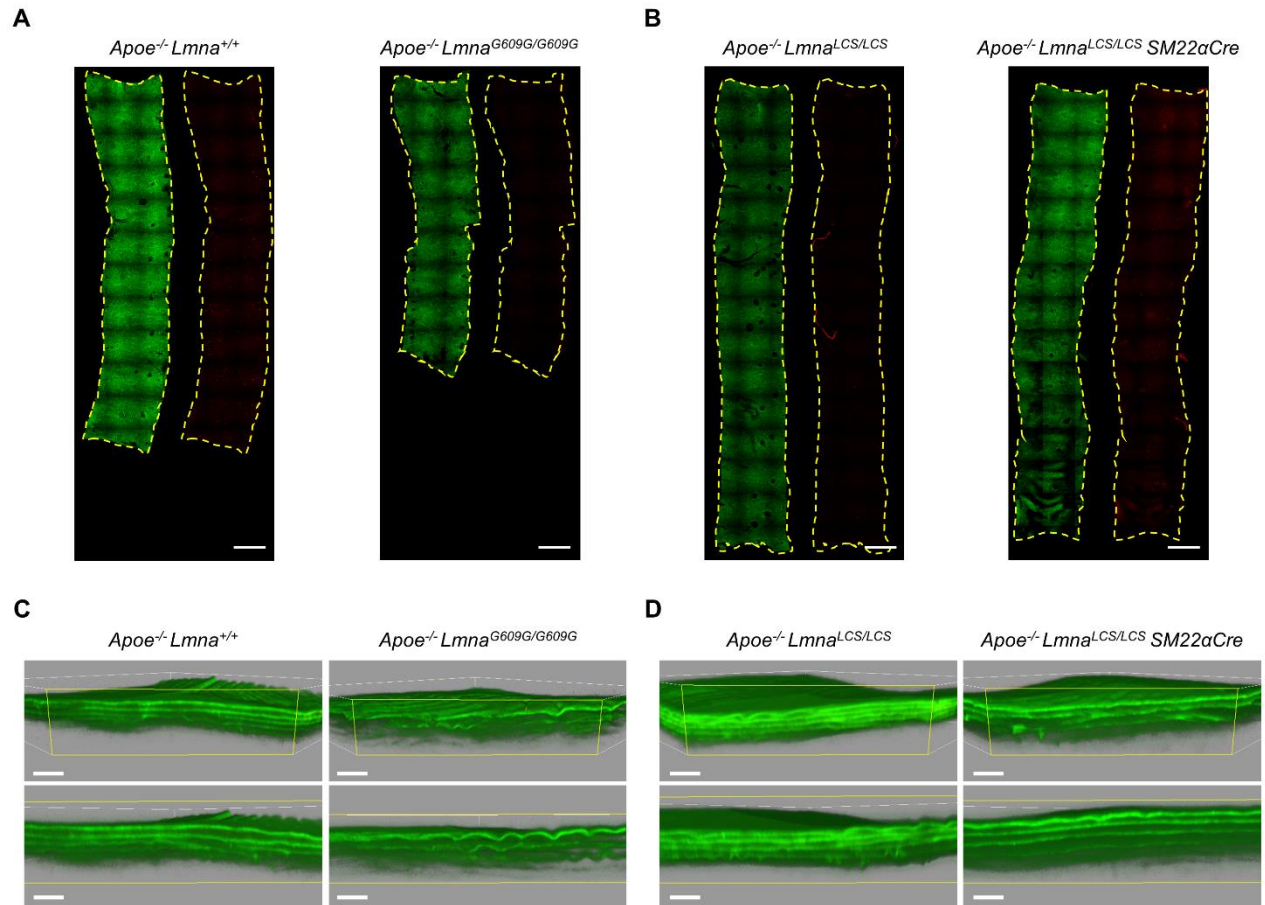 A
Apoe-/- Lmna+/+
Apoe-/- LmnaG609G/G609G
B
Apoe-/- LmnaLCS/LCS
Apoe-/- LmnaLCS/LCS SM22αCre
C
Apoe-/- Lmna+/+
Apoe-/- LmnaG609G/G609G
D
Apoe-/- LmnaLCS/LCS
Apoe-/- LmnaLCS/LCS SM22αCre